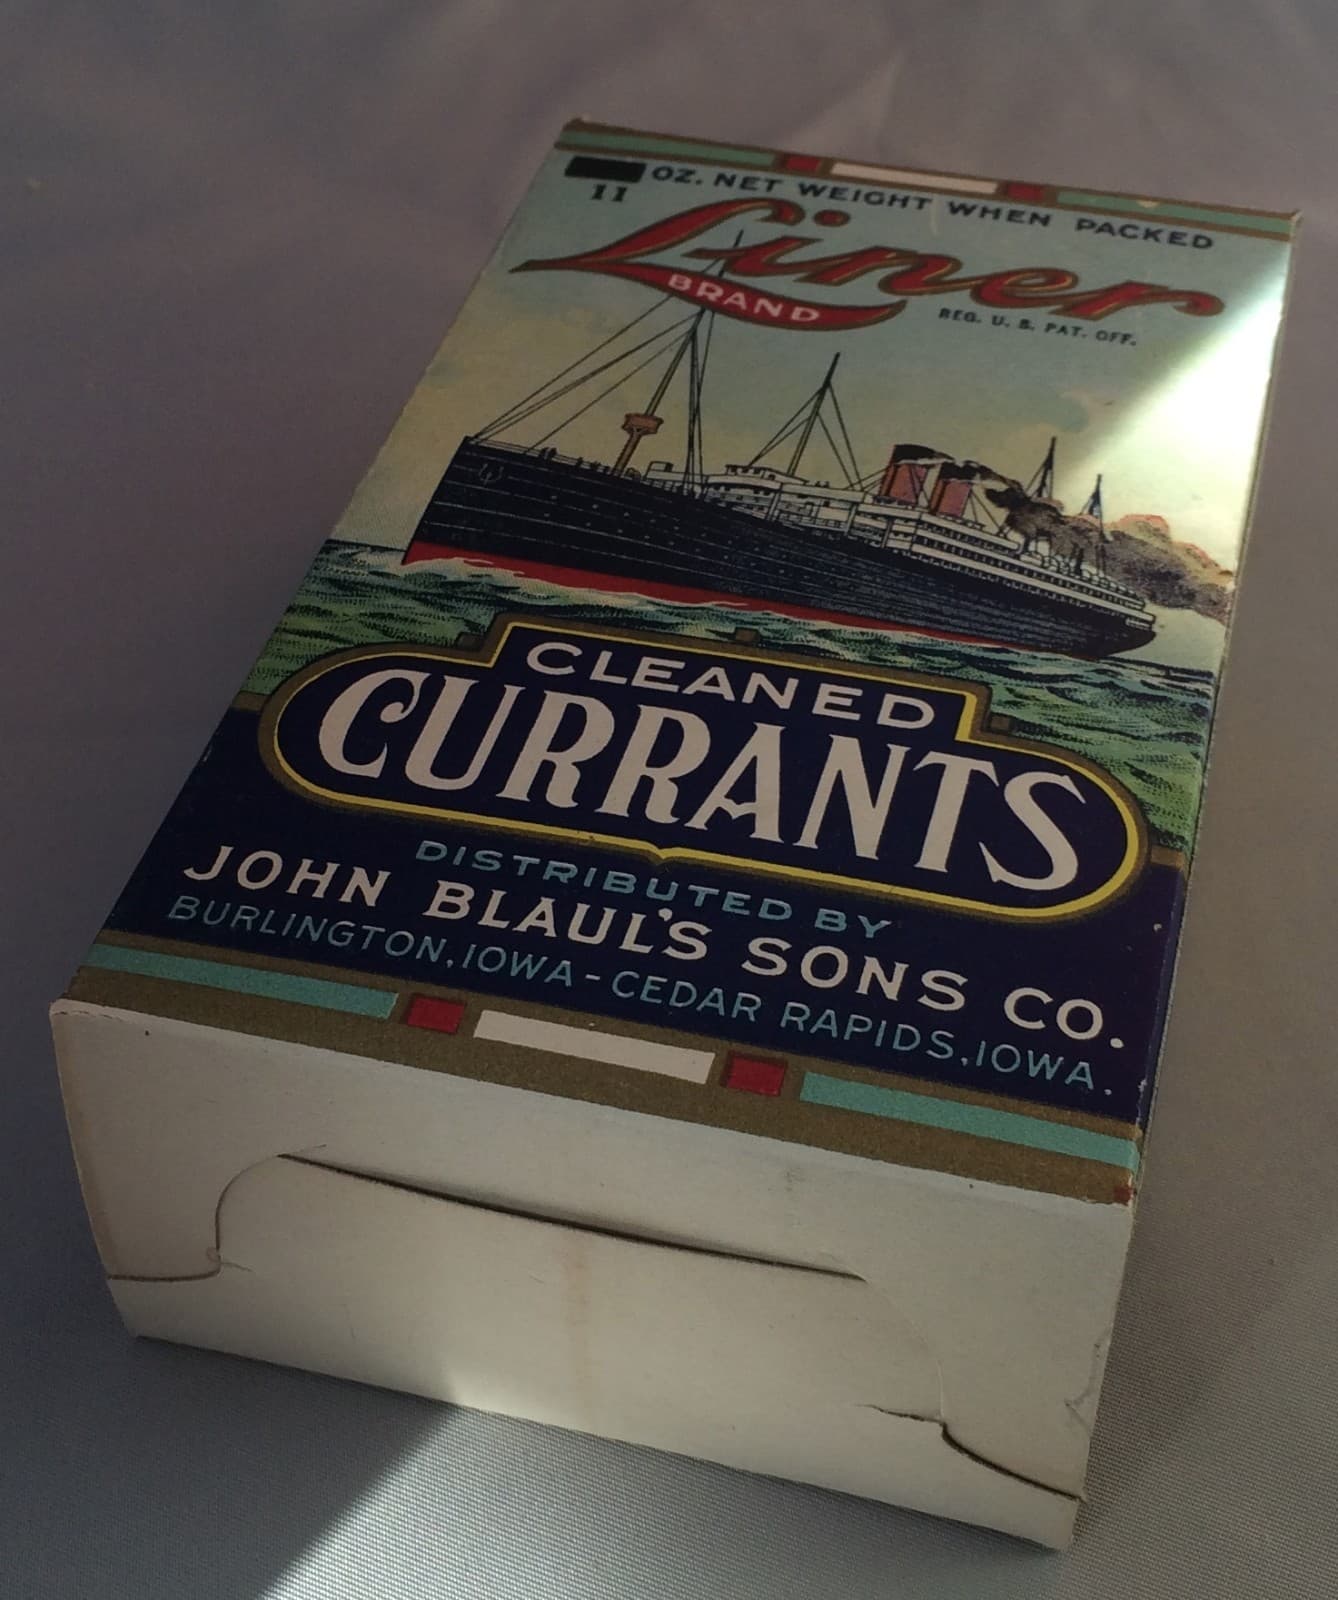 OZ. NET WEIGHT WHEN PACKED
11
Liner
BRAND
REG. U. S. PAT. OFF.
CLEANED
CURRANTS
DISTRIBUTED BY
JOHN BLAUL'S SONS CO.
BURLINGTON, IOWA - CEDAR RAPIDS, IOWA.